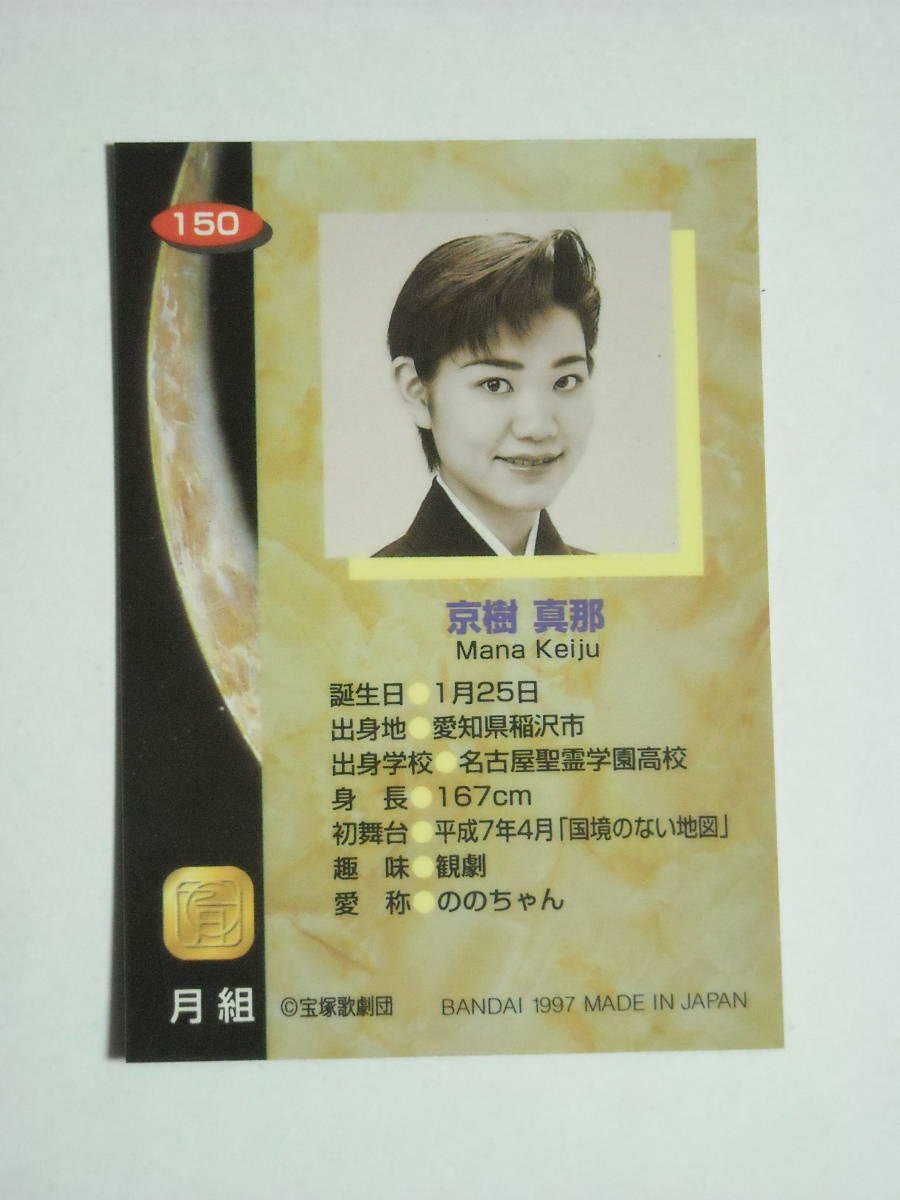 150
京樹 真那
Mana Keiju
誕生日●1月25日
出身地●愛知県稲沢市
出身学校●名古屋聖霊学園高校
身 長●167cm
初舞台●平成7年4月「国境のない地図」
趣 味●観劇
愛 称●ののちゃん
月組
©宝塚歌劇団 BANDAI 1997 MADE IN JAPAN